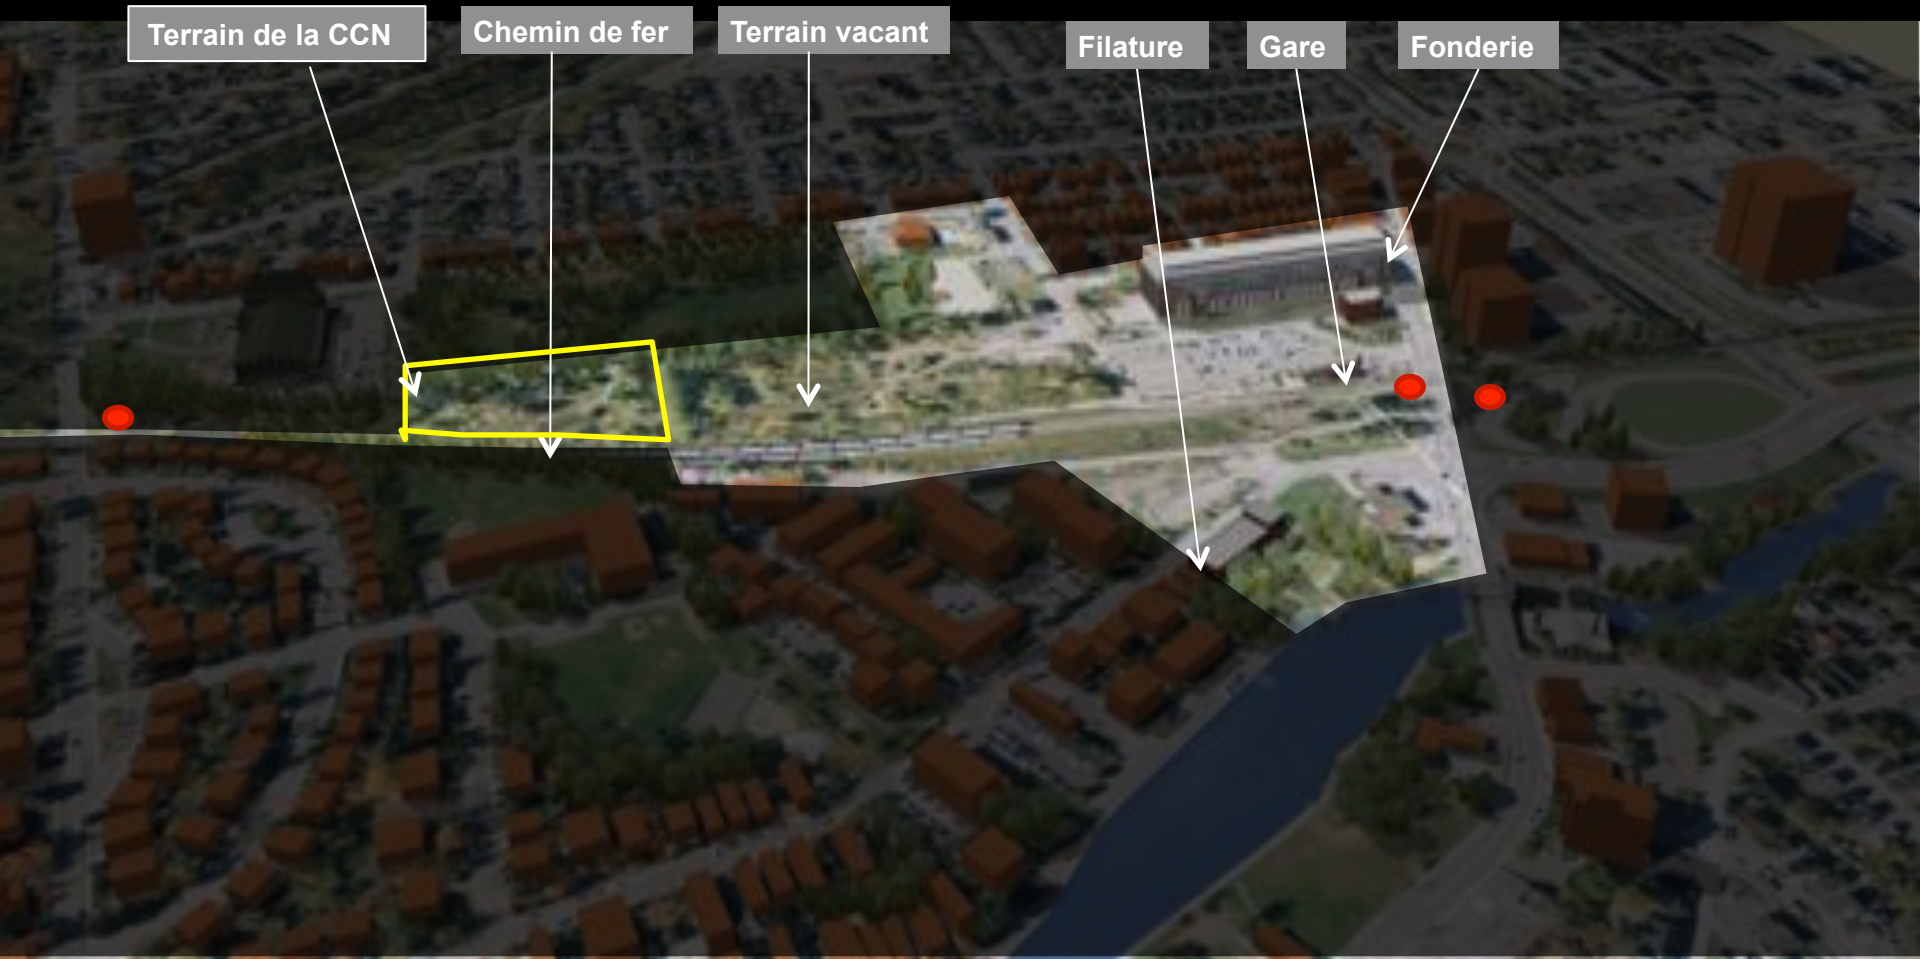 Terrain de la CCN
Chemin de fer
Terrain vacant
Filature
Gare
Fonderie